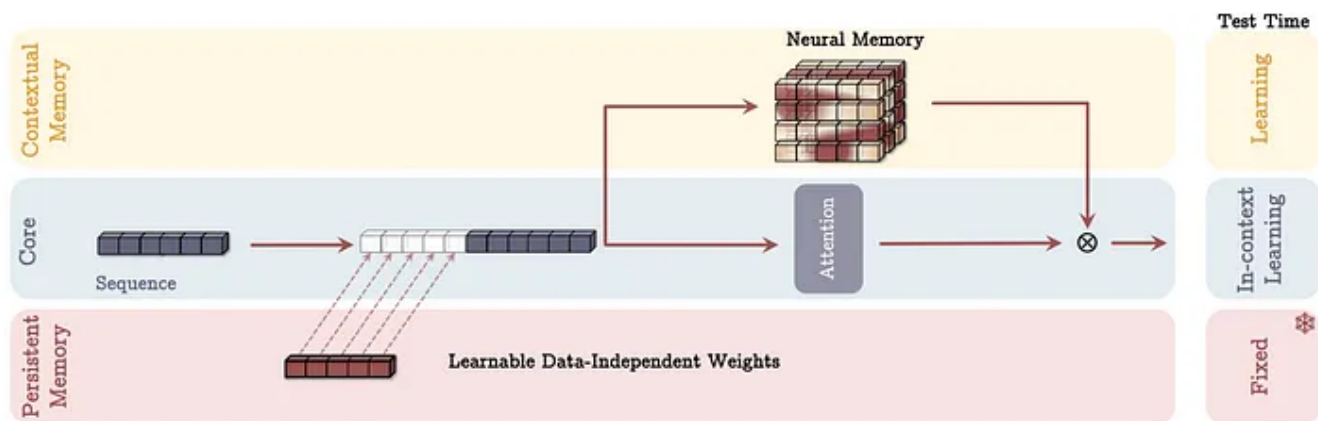 Test Time
Contextual
Memory
Neural Memory
Learning
Core
Sequence
Attention
In-context
Learning
Persistent
Memory
Learnable Data-Independent Weights
Fixed